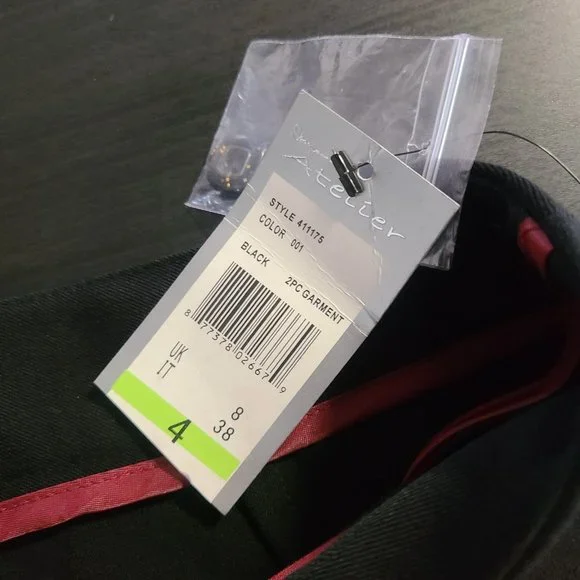 Atelier
STYLE 411175
COLOR 001
BLACK 2PC GARMENT
8 77378 02667 9
UK 8
IT 38
4